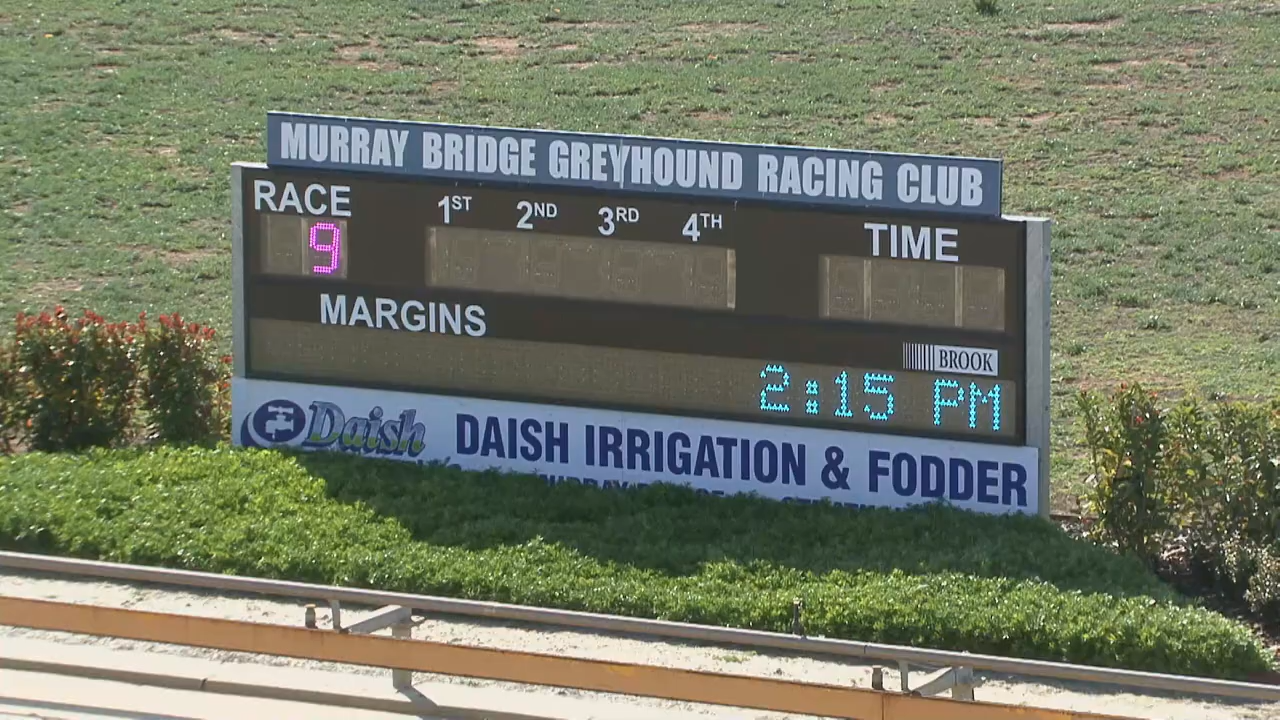 MURRAY BRIDGE GREYHOUND RACING CLUB
RACE 1ST 2ND 3RD 4TH TIME
9
MARGINS
BROOK
2:15 PM
Daish DAISH IRRIGATION & FODDER